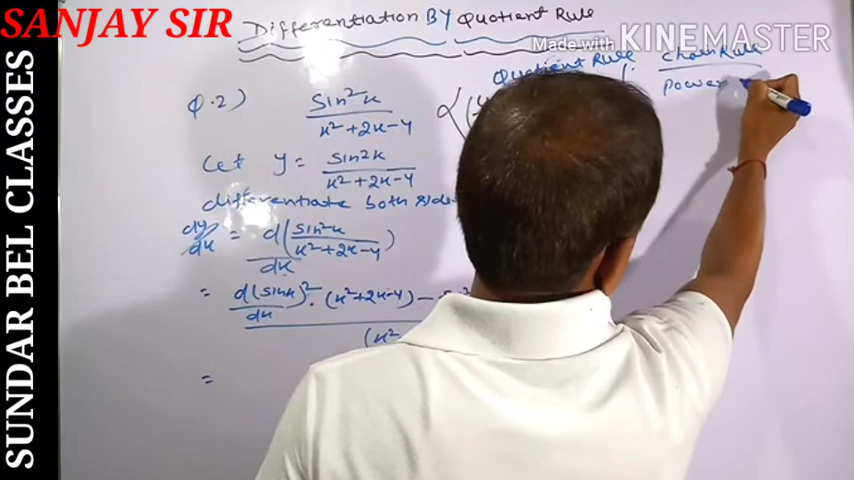 SANJAY SIR
SUNDAR BEL CLASSES
Made with KINEMASTER
Differentiation BY Quotient Rule
Quotient Rule
chain Rule
power
Q.2) sin²x / x²+2x-4
Let y = sin²x / x²+2x-4
differentiate both side
dy/dx = d(sin²x / x²+2x-4) / dx
= d(sinx)²/dx · (x²+2x-4) -
(x²
=